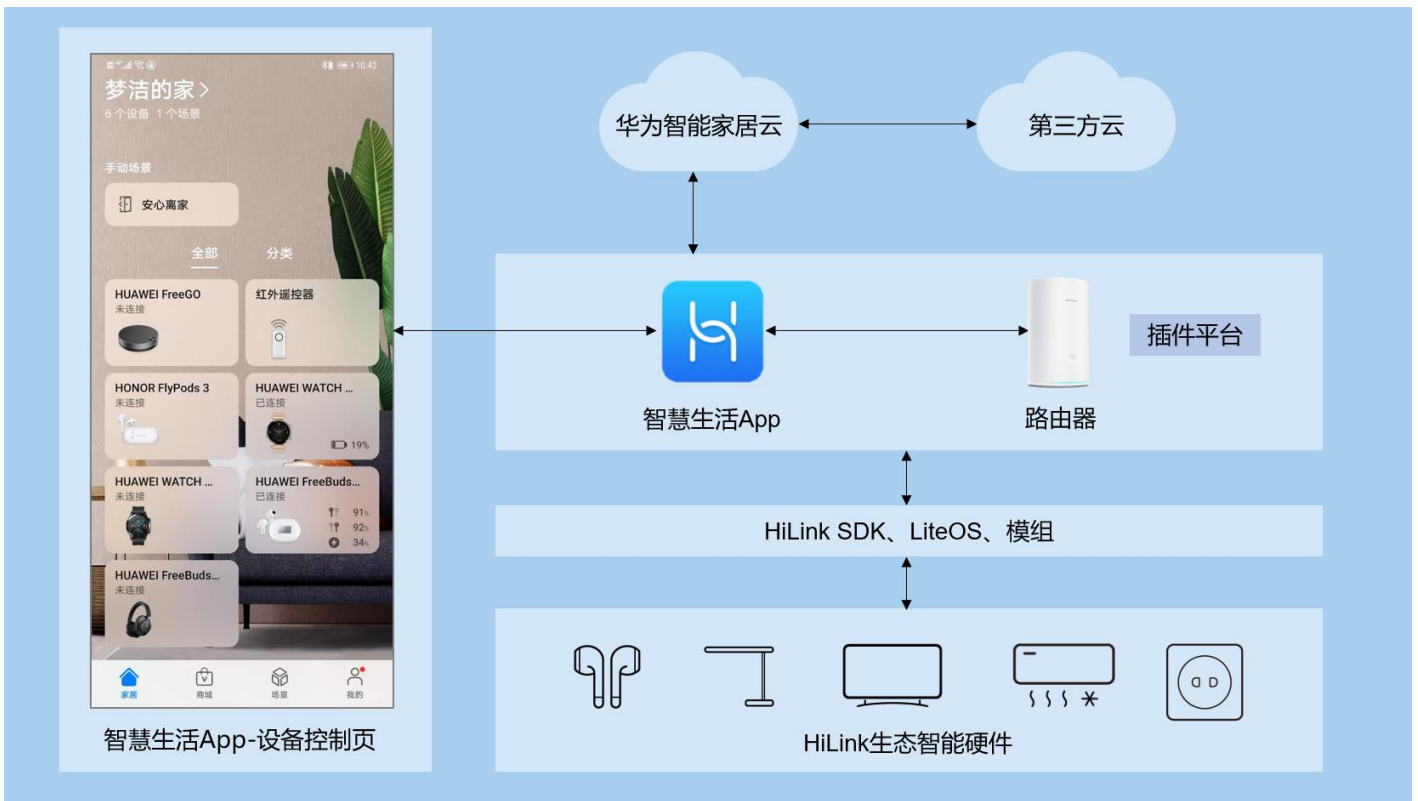 10:42
梦洁的家 >
6 个设备 1 个场景
手动场景
安心离家
全部 分类
HUAWEI FreeGO
未连接
红外遥控器
HONOR FlyPods 3
未连接
HUAWEI WATCH ...
已连接
19%
HUAWEI WATCH ...
未连接
HUAWEI FreeBuds...
已连接
91%
92%
34%
HUAWEI FreeBuds...
未连接
家居 商城 场景 我的
智慧生活App-设备控制页
华为智能家居云
第三方云
智慧生活App
路由器
插件平台
HiLink SDK、LiteOS、模组
HiLink生态智能硬件